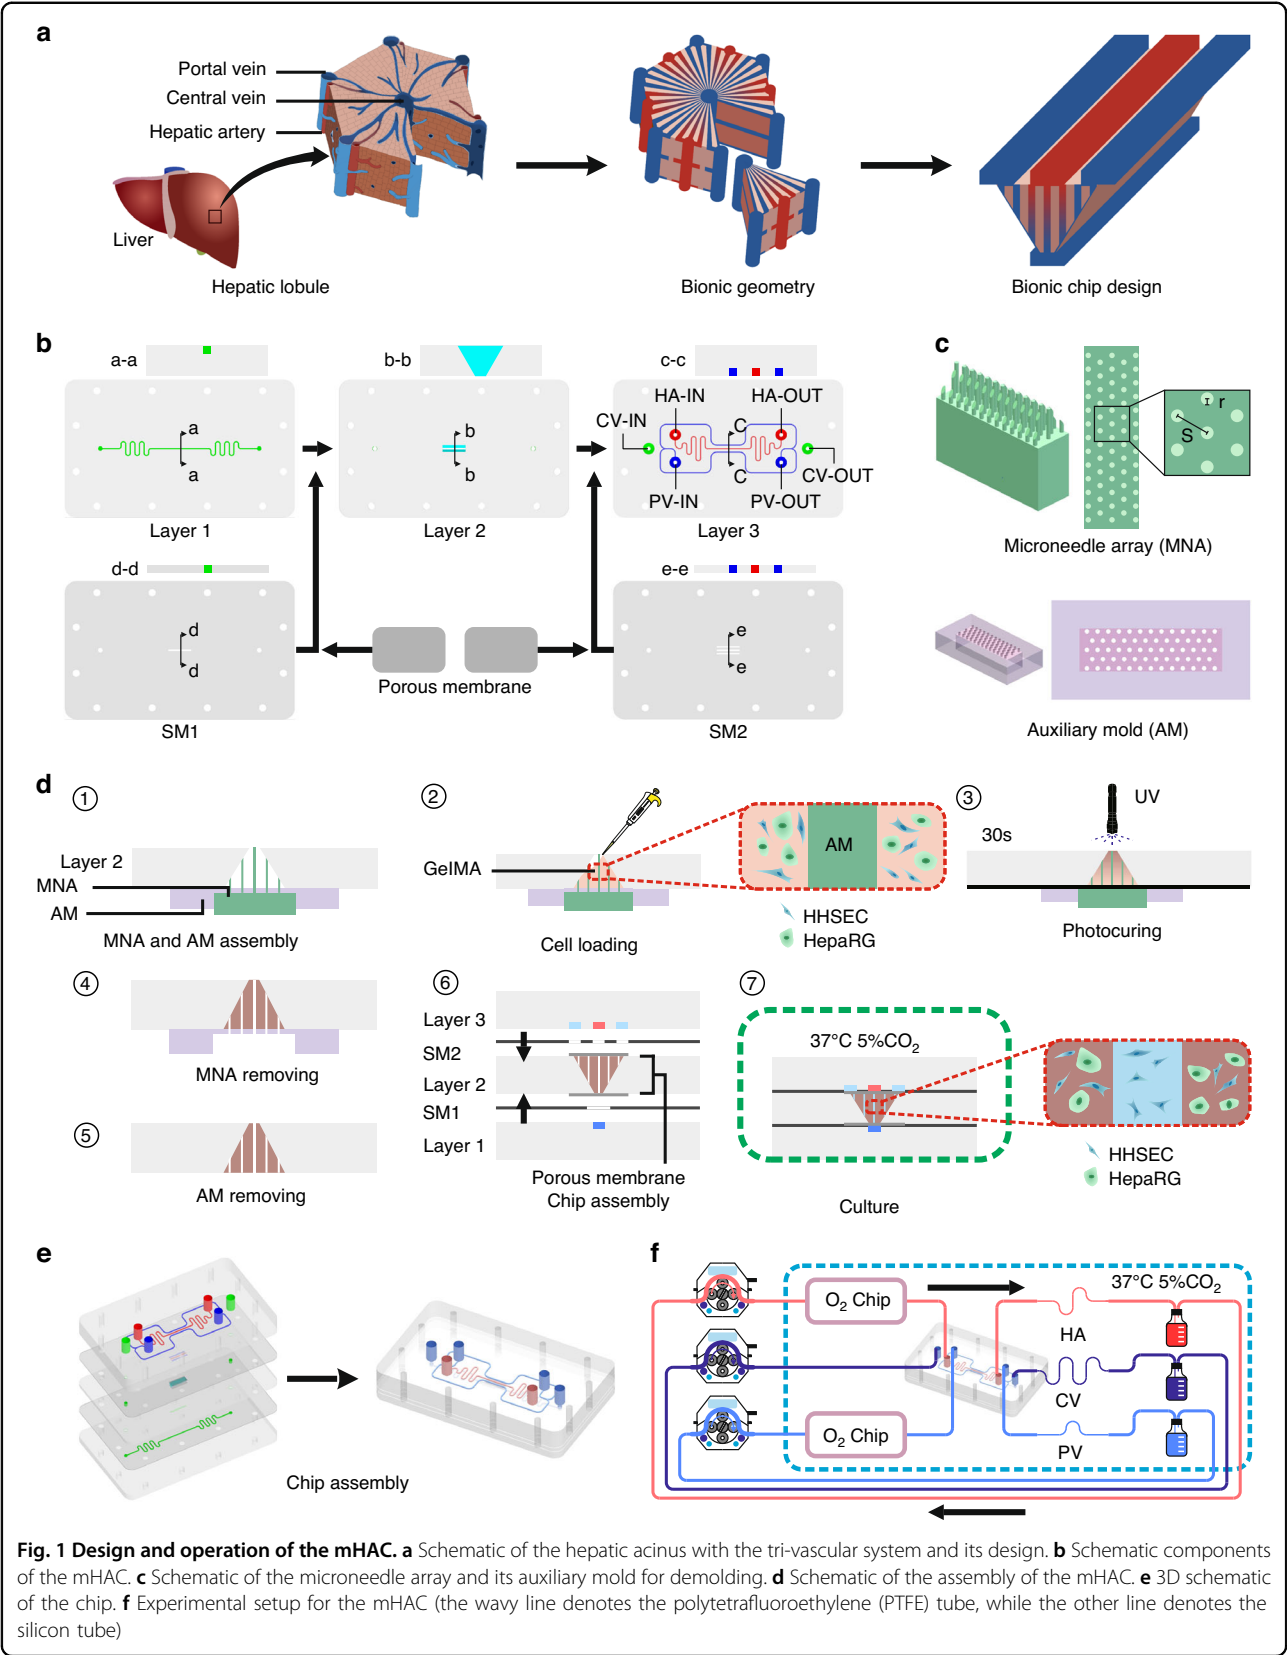 a
Portal vein
Central vein
Hepatic artery
Liver
Hepatic lobule
Bionic geometry
Bionic chip design
b
a-a
a
a
Layer 1
b-b
b
b
Layer 2
c-c
HA-IN
HA-OUT
CV-IN
C
C
CV-OUT
PV-IN
PV-OUT
Layer 3
d-d
d
d
SM1
Porous membrane
e-e
e
e
SM2
c
r
S
Microneedle array (MNA)
Auxiliary mold (AM)
d
1
Layer 2
MNA
AM
MNA and AM assembly
2
GelMA
AM
HHSEC
HepaRG
Cell loading
3
UV
30s
Photocuring
4
MNA removing
5
AM removing
6
Layer 3
SM2
Layer 2
SM1
Layer 1
Porous membrane
Chip assembly
7
37°C 5%CO2
HHSEC
HepaRG
Culture
e
Chip assembly
f
O2 Chip
O2 Chip
37°C 5%CO2
HA
CV
PV
Fig. 1 Design and operation of the mHAC. a Schematic of the hepatic acinus with the tri-vascular system and its design. b Schematic components
of the mHAC. c Schematic of the microneedle array and its auxiliary mold for demolding. d Schematic of the assembly of the mHAC. e 3D schematic
of the chip. f Experimental setup for the mHAC (the wavy line denotes the polytetrafluoroethylene (PTFE) tube, while the other line denotes the
silicon tube)